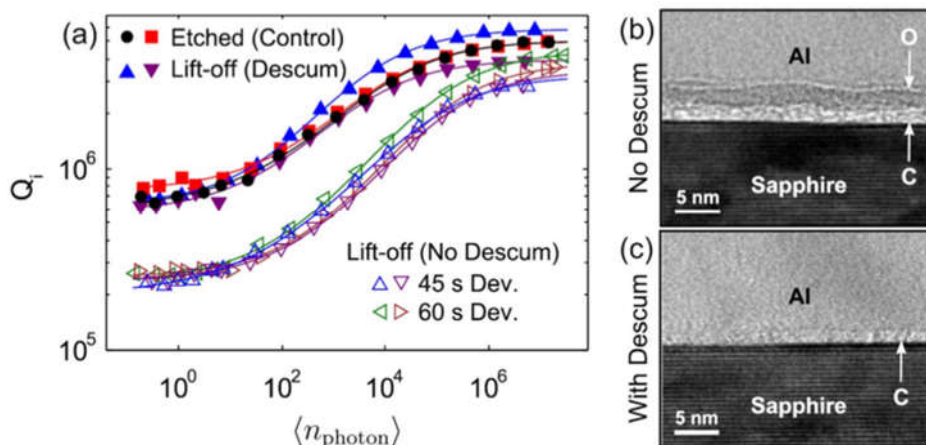 (a)
Etched (Control)
Lift-off (Descum)
Lift-off (No Descum)
45 s Dev.
60 s Dev.
Q_i
10^6
10^5
10^0
10^2
10^4
10^6
⟨n_photon⟩
(b)
No Descum
Al
O
C
Sapphire
5 nm
(c)
With Descum
Al
C
Sapphire
5 nm